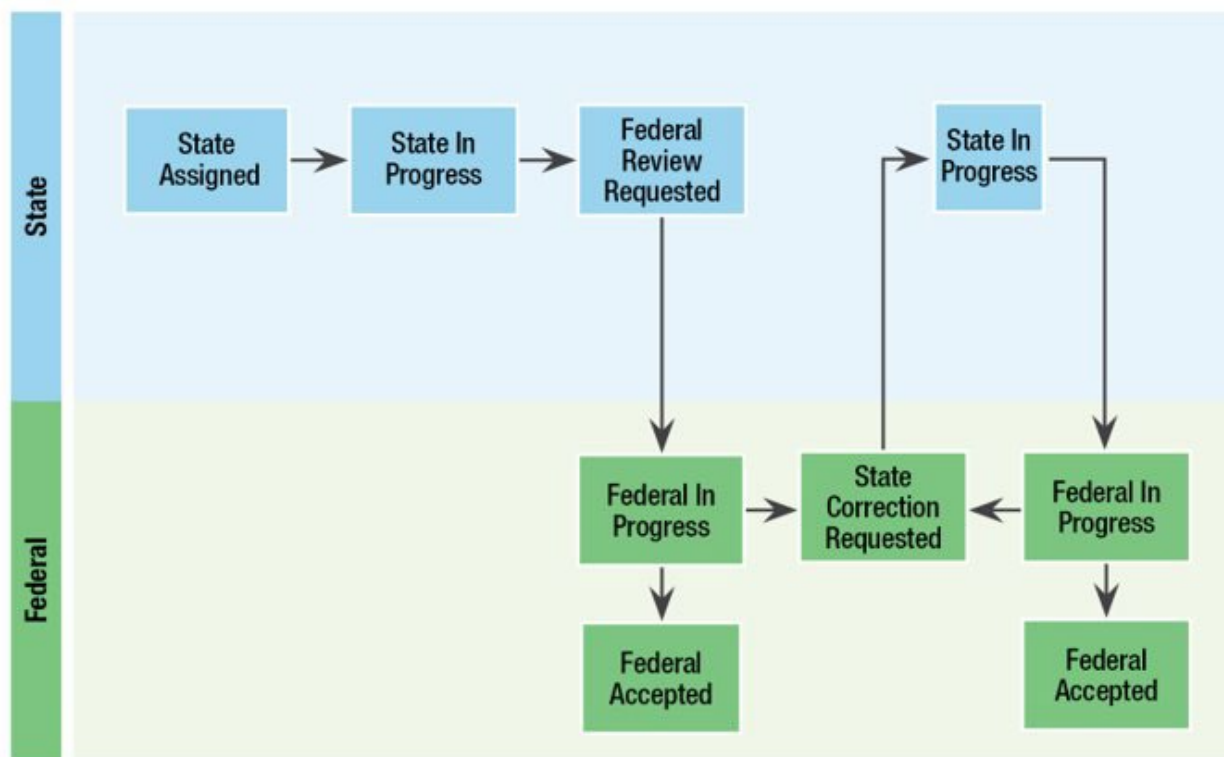 State
State
Assigned
State In
Progress
Federal
Review
Requested
State In
Progress
Federal
Federal In
Progress
State
Correction
Requested
Federal In
Progress
Federal
Accepted
Federal
Accepted